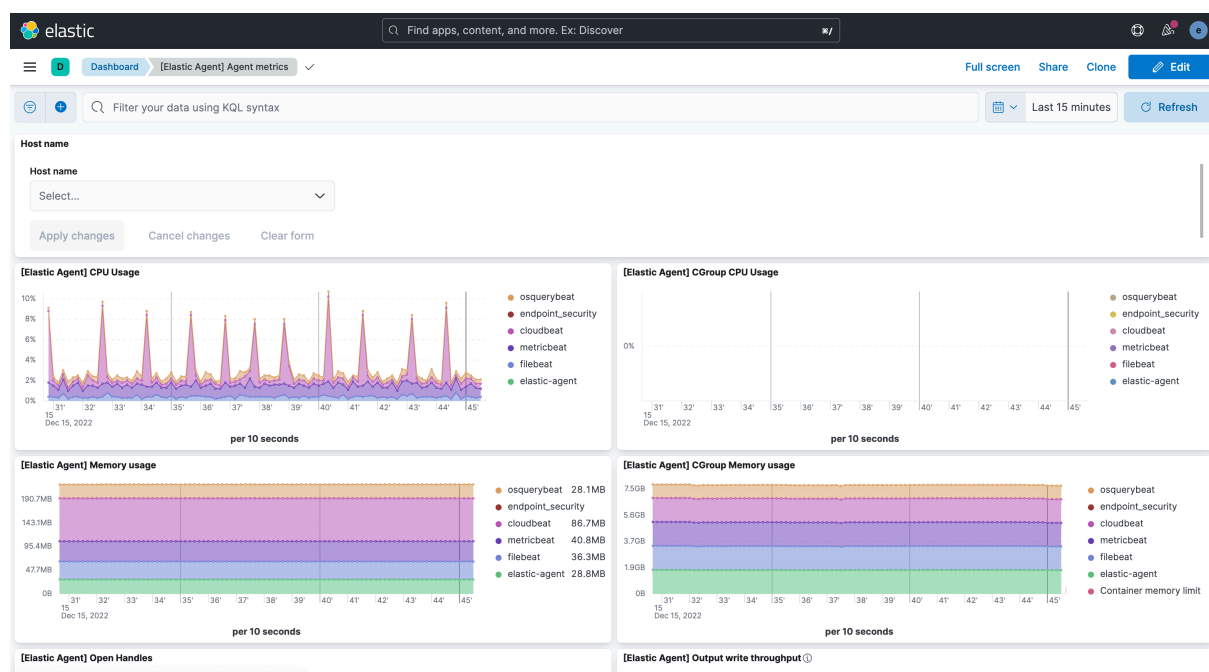 elastic
Find apps, content, and more. Ex: Discover ⌘/
e
D Dashboard [Elastic Agent] Agent metrics Full screen Share Clone Edit
Filter your data using KQL syntax Last 15 minutes Refresh
Host name
Host name
Select...
Apply changes Cancel changes Clear form
[Elastic Agent] CPU Usage
10%
8%
6%
4%
2%
0%
31' 32' 33' 34' 35' 36' 37' 38' 39' 40' 41' 42' 43' 44' 45'
15
Dec 15, 2022
per 10 seconds
osquerybeat
endpoint_security
cloudbeat
metricbeat
filebeat
elastic-agent
[Elastic Agent] CGroup CPU Usage
0%
31' 32' 33' 34' 35' 36' 37' 38' 39' 40' 41' 42' 43' 44' 45'
15
Dec 15, 2022
per 10 seconds
osquerybeat
endpoint_security
cloudbeat
metricbeat
filebeat
elastic-agent
[Elastic Agent] Memory usage
190.7MB
143.1MB
95.4MB
47.7MB
0B
31' 32' 33' 34' 35' 36' 37' 38' 39' 40' 41' 42' 43' 44' 45'
15
Dec 15, 2022
per 10 seconds
osquerybeat 28.1MB
endpoint_security
cloudbeat 86.7MB
metricbeat 40.8MB
filebeat 36.3MB
elastic-agent 28.8MB
[Elastic Agent] CGroup Memory usage
7.5GB
5.6GB
3.7GB
1.9GB
0B
31' 32' 33' 34' 35' 36' 37' 38' 39' 40' 41' 42' 43' 44' 45'
15
Dec 15, 2022
per 10 seconds
osquerybeat
endpoint_security
cloudbeat
metricbeat
filebeat
elastic-agent
Container memory limit
[Elastic Agent] Open Handles
[Elastic Agent] Output write throughput